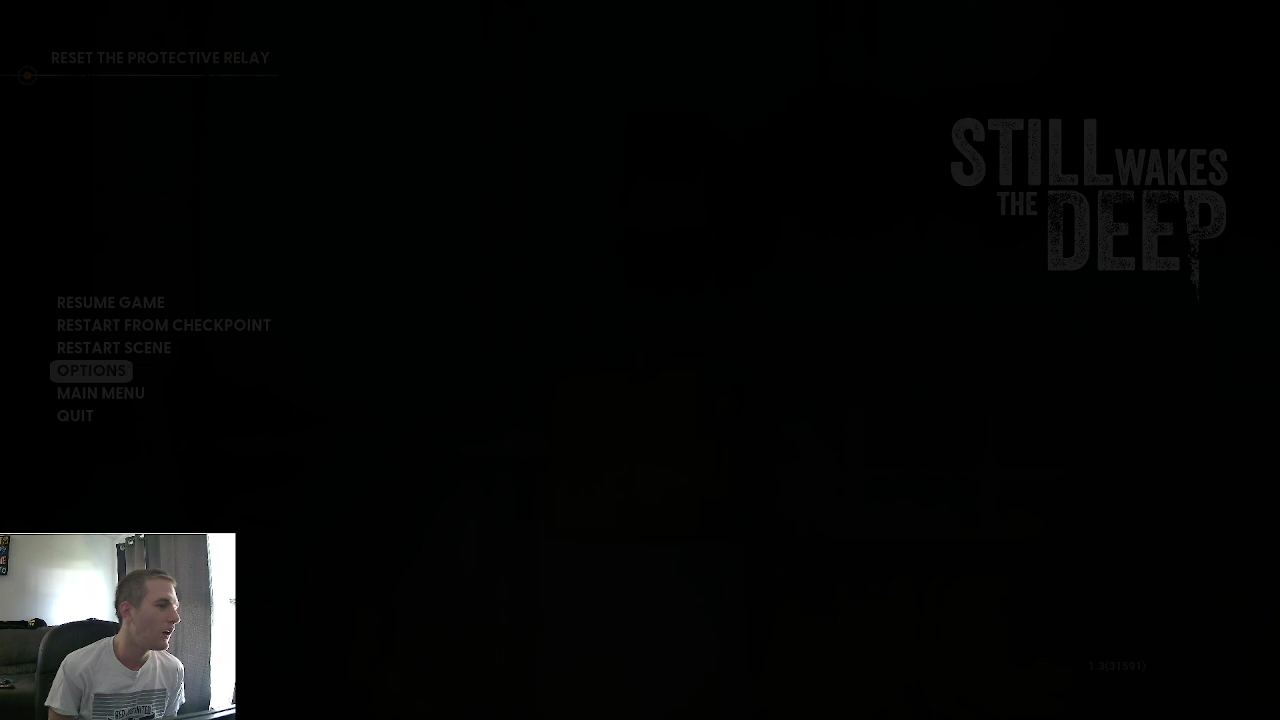 RESET THE PROTECTIVE RELAY
STILL WAKES
THE DEEP
RESUME GAME
RESTART FROM CHECKPOINT
RESTART SCENE
OPTIONS
MAIN MENU
QUIT
1.3(31591)